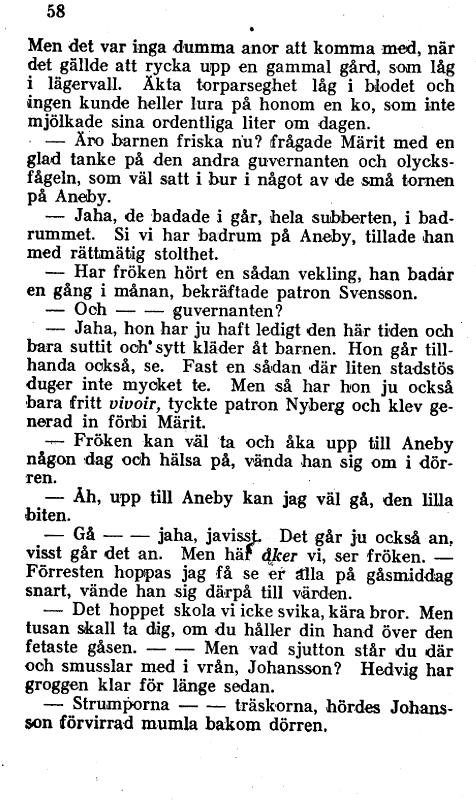 58
Men det var inga dumma anor att komma med, när
det gällde att rycka upp en gammal gård, som låg
i lägervall. Äkta torparseghet låg i blodet och
ingen kunde heller lura på honom en ko, som inte
mjölkade sina ordentliga liter om dagen.
— Äro barnen friska nu? frågade Märit med en
glad tanke på den andra guvernanten och olycks-
fågeln, som väl satt i bur i något av de små tornen
på Aneby.
— Jaha, de badade i går, hela subberten, i bad-
rummet. Si vi har badrum på Aneby, tillade han
med rättmätig stolthet.
— Har fröken hört en sådan vekling, han badar
en gång i månan, bekräftade patron Svensson.
— Och — — guvernanten?
— Jaha, hon har ju haft ledigt den här tiden och
bara suttit och sytt kläder åt barnen. Hon går till-
handa också, se. Fast en sådan där liten stadstös
duger inte mycket te. Men så har hon ju också
bara fritt vivoir, tyckte patron Nyberg och klev ge-
nerad in förbi Märit.
— Fröken kan väl ta och åka upp till Aneby
någon dag och hälsa på, vända han sig om i dör-
ren.
— Åh, upp till Aneby kan jag väl gå, den lilla
biten.
— Gå — — jaha, javisst. Det går ju också an,
visst går det an. Men här åker vi, ser fröken. —
Förresten hoppas jag få se er alla på gåsmiddag
snart, vände han sig därpå till värden.
— Det hoppet skola vi icke svika, kära bror. Men
tusan skall ta dig, om du håller din hand över den
fetaste gåsen. — — Men vad sjutton står du där
och smusslar med i vrån, Johansson? Hedvig har
groggen klar för länge sedan.
— Strumporna — — träskorna, hördes Johans-
son förvirrad mumla bakom dörren.